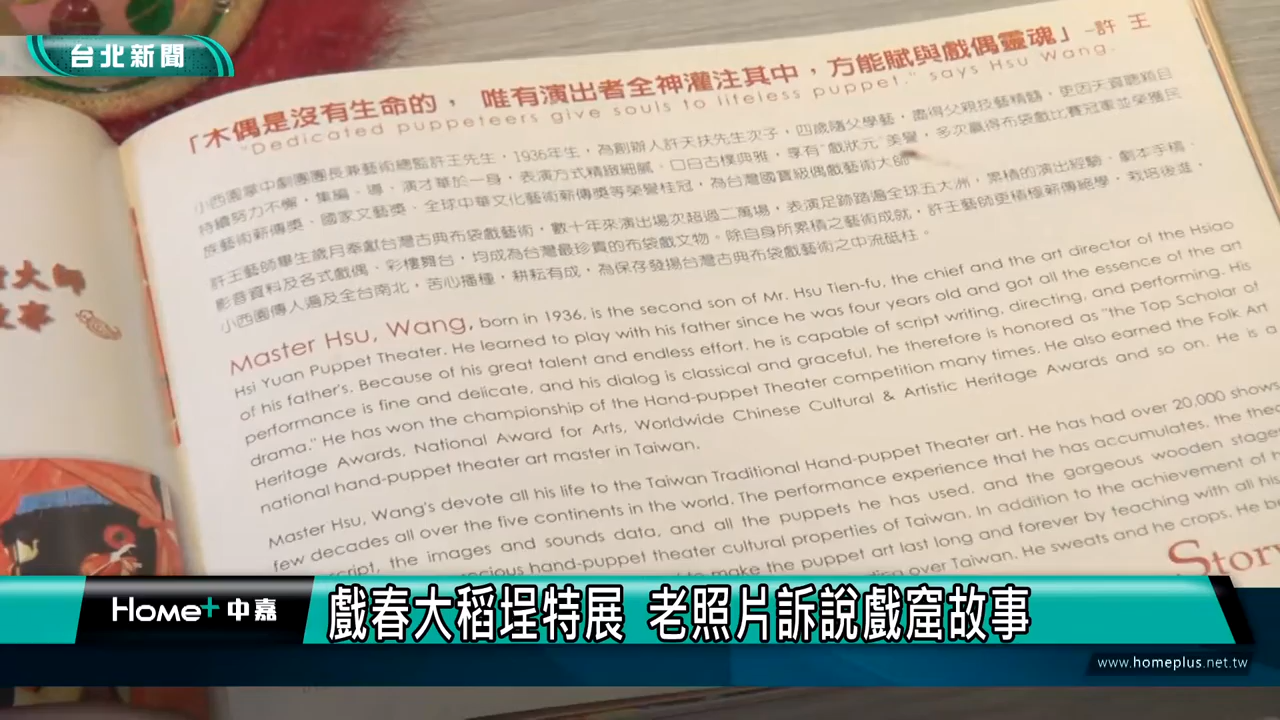 台北新聞
「木偶是沒有生命的，唯有演出者全神灌注其中，方能賦與戲偶靈魂」-許 王
"Dedicated puppeteers give souls to lifeless puppet." says Hsu Wang.
小西園掌中劇團團長兼藝術總監許王先生，1936年生，為創辦人許天扶先生次子，四歲隨父學藝，盡得父親技藝精髓，更因天資聰穎且
持續努力不懈，集編、導、演才華於一身，表演方式精緻細膩、口白古樸典雅，享有"戲狀元"美譽，多次贏得布袋戲比賽冠軍並榮獲民
族藝術薪傳獎、國家文藝獎、全球中華文化藝術薪傳獎等榮譽桂冠，為台灣國寶級偶戲藝術大師。
許王藝師畢生歲月奉獻台灣古典布袋戲藝術，數十年來演出場次超過二萬場，表演足跡踏遍全球五大洲，累積的演出經驗、劇本手稿、
影音資料及各式戲偶、彩樓舞台，均成為台灣最珍貴的布袋戲文物。除自身所累積之藝術成就，許王藝師更積極薪傳絕學，栽培後進，
小西園傳人遍及全台南北，苦心播種，耕耘有成，為保存發揚台灣古典布袋戲藝術之中流砥柱。
大師
Master Hsu, Wang, born in 1936, is the second son of Mr. Hsu Tien-fu, the chief and the art director of the Hsiao
Hsi Yuan Puppet Theater. He learned to play with his father since he was four years old and got all the essence of the art
of his father's. Because of his great talent and endless effort, he is capable of script writing, directing, and performing. His
performance is fine and delicate, and his dialog is classical and graceful, he therefore is honored as "the Top Scholar of
drama." He has won the championship of the Hand-puppet Theater competition many times. He also earned the Folk Art
Heritage Awards, National Award for Arts, Worldwide Chinese Cultural & Artistic Heritage Awards and so on. He is a
national hand-puppet theater art master in Taiwan.
Master Hsu, Wang's devote all his life to the Taiwan Traditional Hand-puppet Theater art. He has had over 20,000 shows
few decades all over the five continents in the world. The performance experience that he has accumulates, the
script, the images and sounds data, and all the puppets he has used, and the gorgeous wooden stage
hand-puppet theater cultural properties of Taiwan. In addition to the achievement of
to make the puppet art last long and forever by teaching with all his
over Taiwan. He sweats and he crops. He
Story
Home+ 中嘉
戲春大稻埕特展 老照片訴說戲窟故事
www.homeplus.net.tw